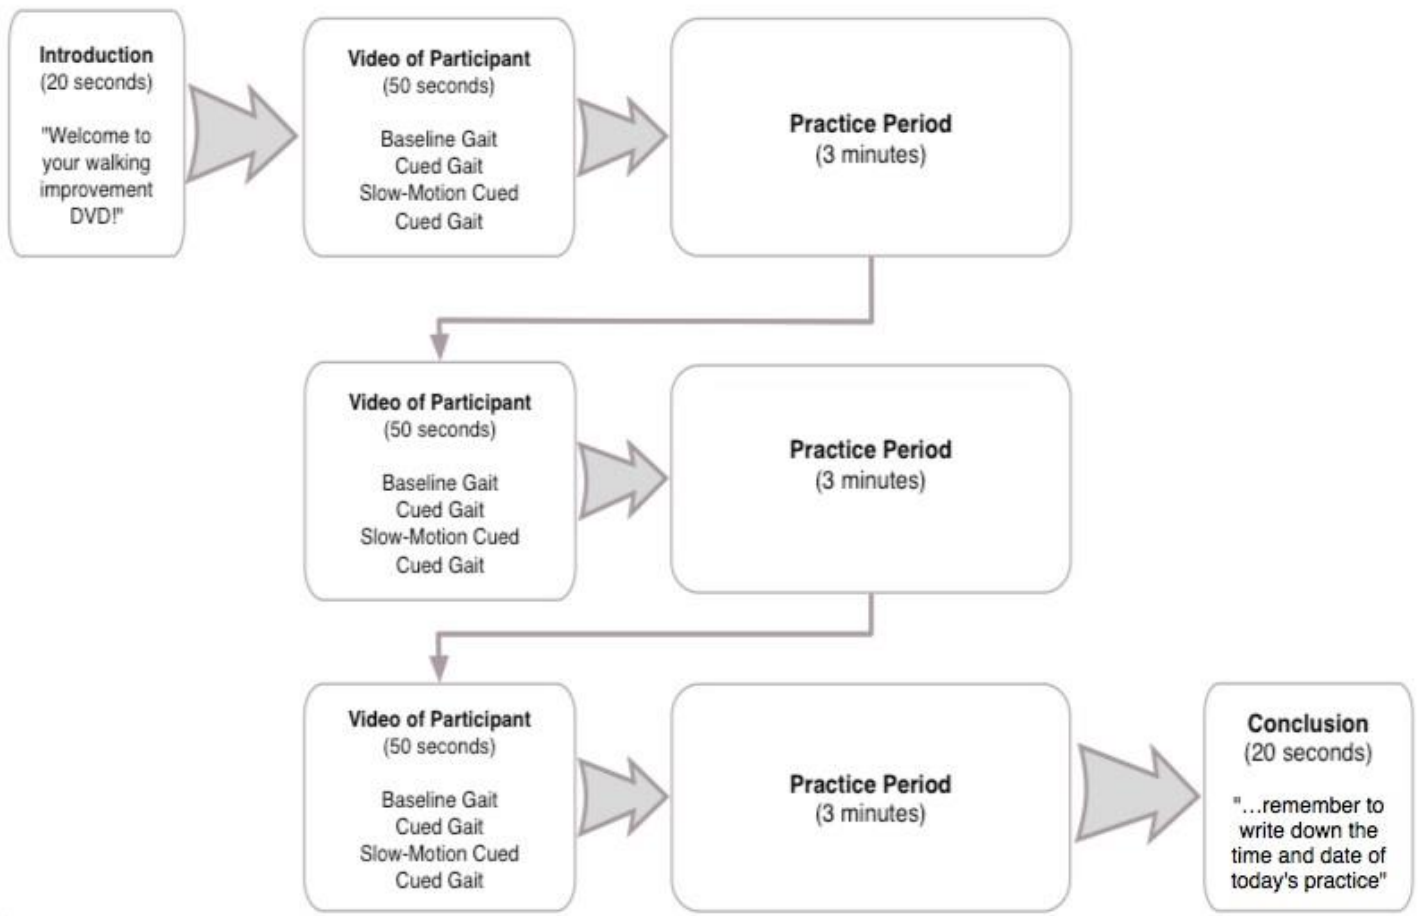 Introduction
(20 seconds)
"Welcome to
your walking
improvement
DVD!"
Video of Participant
(50 seconds)
Baseline Gait
Cued Gait
Slow-Motion Cued
Cued Gait
Practice Period
(3 minutes)
Video of Participant
(50 seconds)
Baseline Gait
Cued Gait
Slow-Motion Cued
Cued Gait
Practice Period
(3 minutes)
Video of Participant
(50 seconds)
Baseline Gait
Cued Gait
Slow-Motion Cued
Cued Gait
Practice Period
(3 minutes)
Conclusion
(20 seconds)
"...remember to
write down the
time and date of
today's practice"